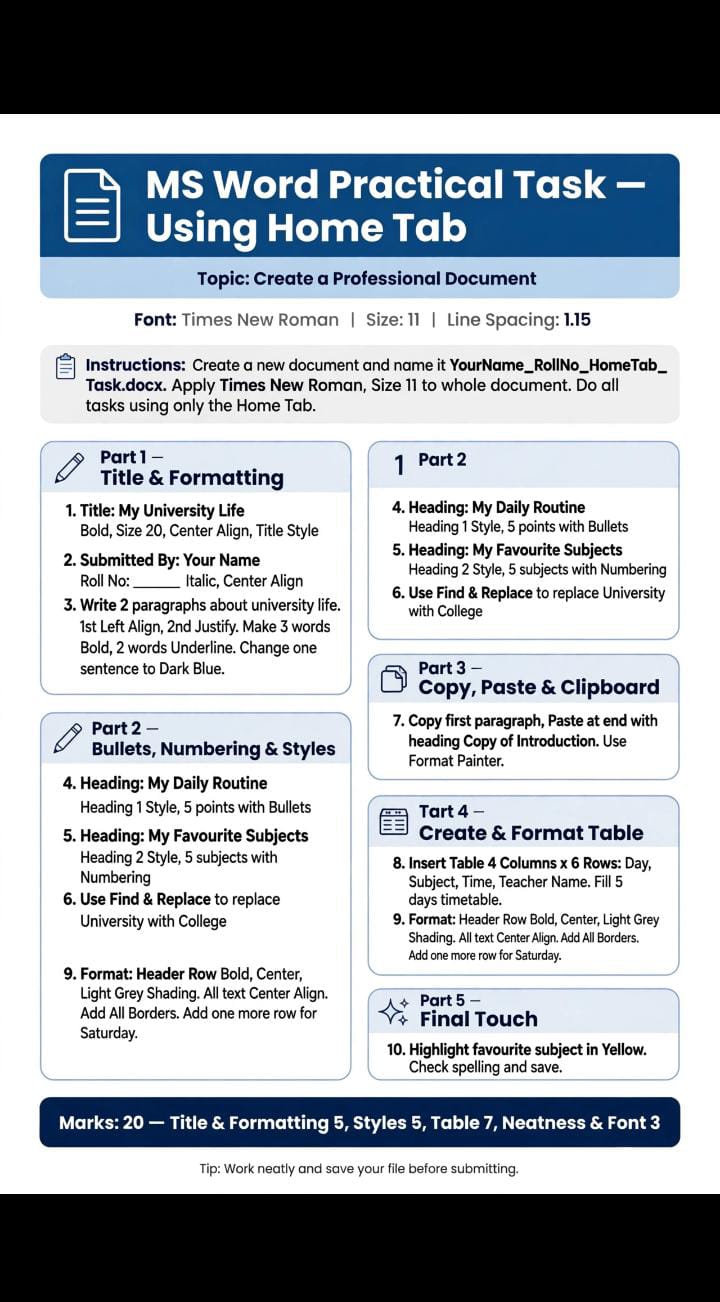 MS Word Practical Task —
Using Home Tab
Topic: Create a Professional Document
Font: Times New Roman | Size: 11 | Line Spacing: 1.15
Instructions: Create a new document and name it YourName_RollNo_HomeTab_
Task.docx. Apply Times New Roman, Size 11 to whole document. Do all
tasks using only the Home Tab.
Part 1 —
Title & Formatting
1. Title: My University Life
Bold, Size 20, Center Align, Title Style
2. Submitted By: Your Name
Roll No: ______ Italic, Center Align
3. Write 2 paragraphs about university life.
1st Left Align, 2nd Justify. Make 3 words
Bold, 2 words Underline. Change one
sentence to Dark Blue.
Part 2 —
Bullets, Numbering & Styles
4. Heading: My Daily Routine
Heading 1 Style, 5 points with Bullets
5. Heading: My Favourite Subjects
Heading 2 Style, 5 subjects with
Numbering
6. Use Find & Replace to replace
University with College
9. Format: Header Row Bold, Center,
Light Grey Shading. All text Center Align.
Add All Borders. Add one more row for
Saturday.
1 Part 2
4. Heading: My Daily Routine
Heading 1 Style, 5 points with Bullets
5. Heading: My Favourite Subjects
Heading 2 Style, 5 subjects with Numbering
6. Use Find & Replace to replace University
with College
Part 3 —
Copy, Paste & Clipboard
7. Copy first paragraph, Paste at end with
heading Copy of Introduction. Use
Format Painter.
Tart 4 —
Create & Format Table
8. Insert Table 4 Columns x 6 Rows: Day,
Subject, Time, Teacher Name. Fill 5
days timetable.
9. Format: Header Row Bold, Center, Light Grey
Shading. All text Center Align. Add All Borders.
Add one more row for Saturday.
Part 5 —
Final Touch
10. Highlight favourite subject in Yellow.
Check spelling and save.
Marks: 20 — Title & Formatting 5, Styles 5, Table 7, Neatness & Font 3
Tip: Work neatly and save your file before submitting.